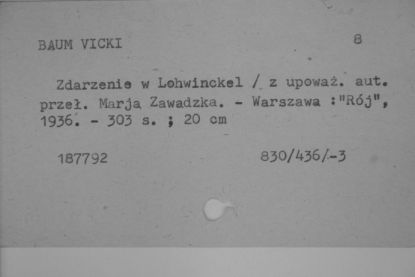 BAUM VICKI 8
Zdarzenie w Lohwinckel / z upoważ. aut.
przeł. Marja Zawadzka. - Warszawa :"Rój",
1936. - 303 s. ; 20 cm
187792 830/436/-3